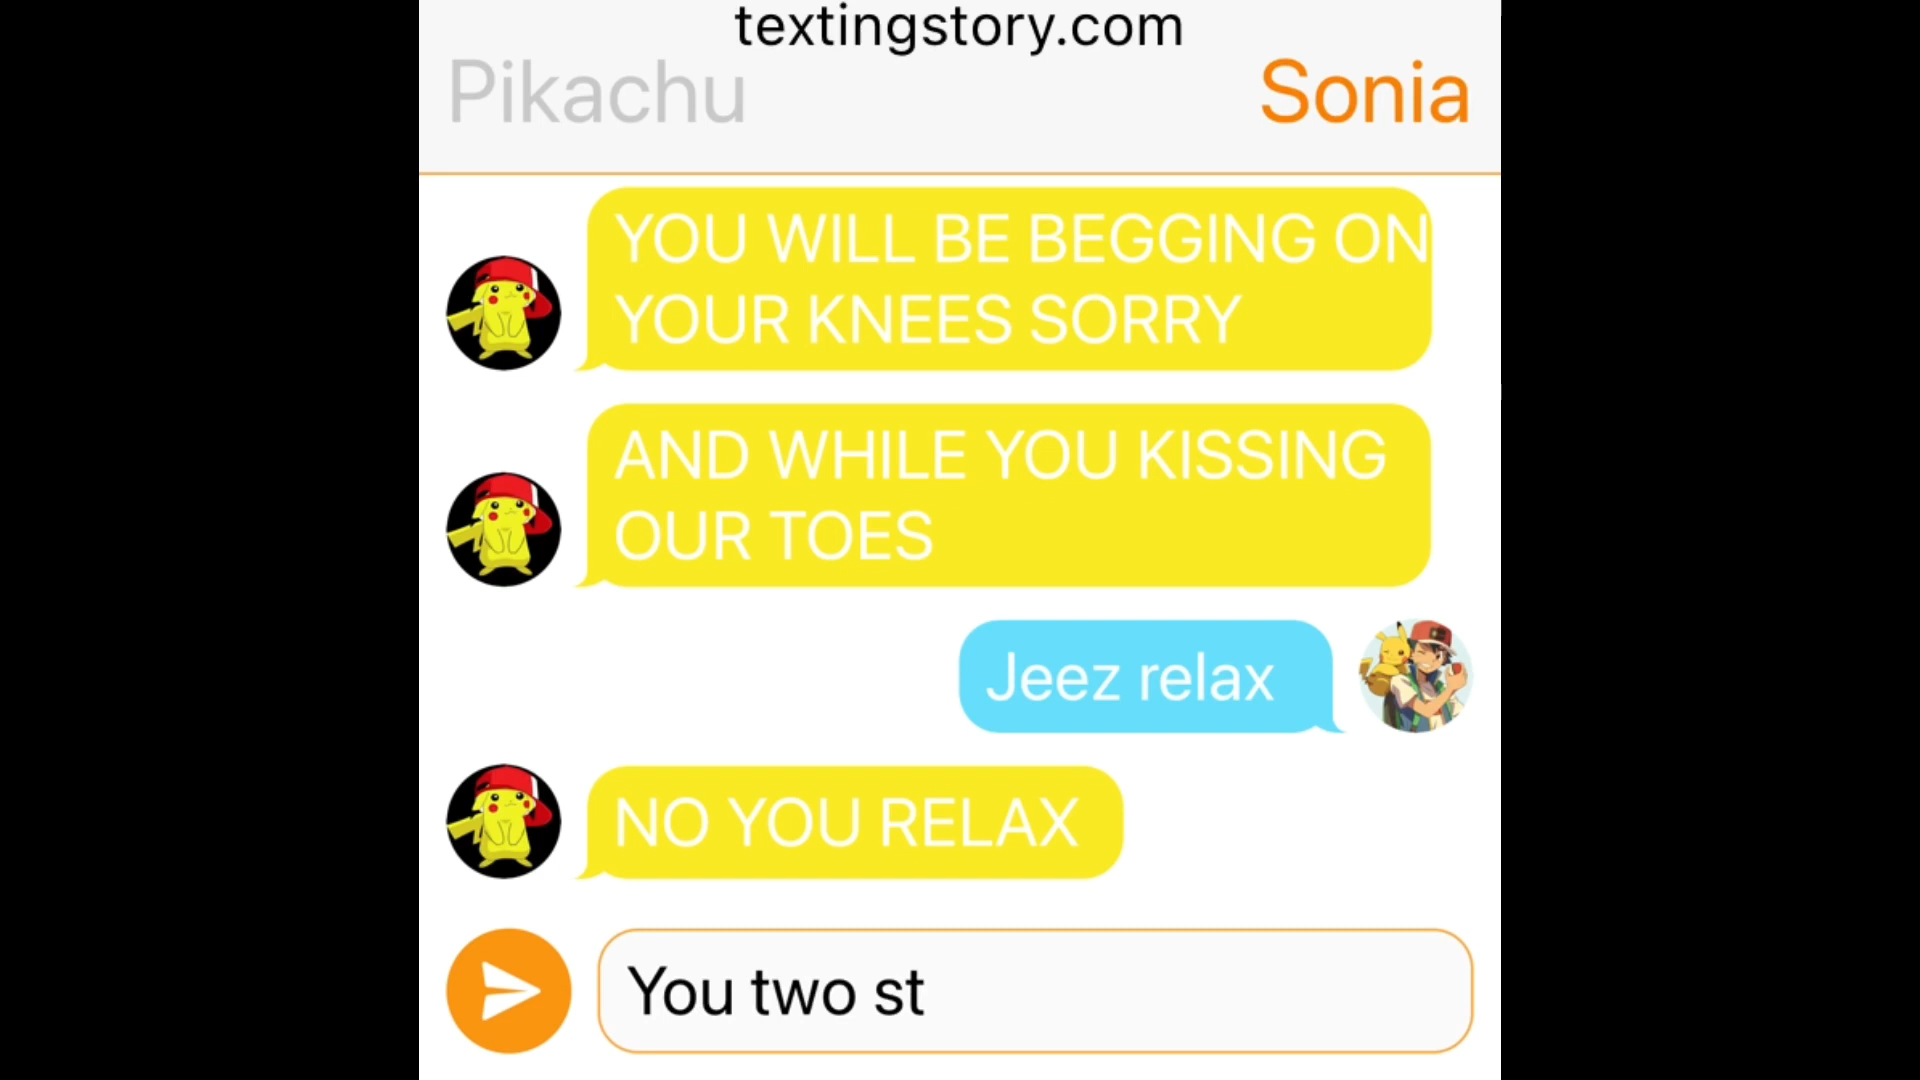 textingstory.com
Pikachu
Sonia
YOU WILL BE BEGGING ON
YOUR KNEES SORRY
AND WHILE YOU KISSING
OUR TOES
Jeez relax
NO YOU RELAX
You two st